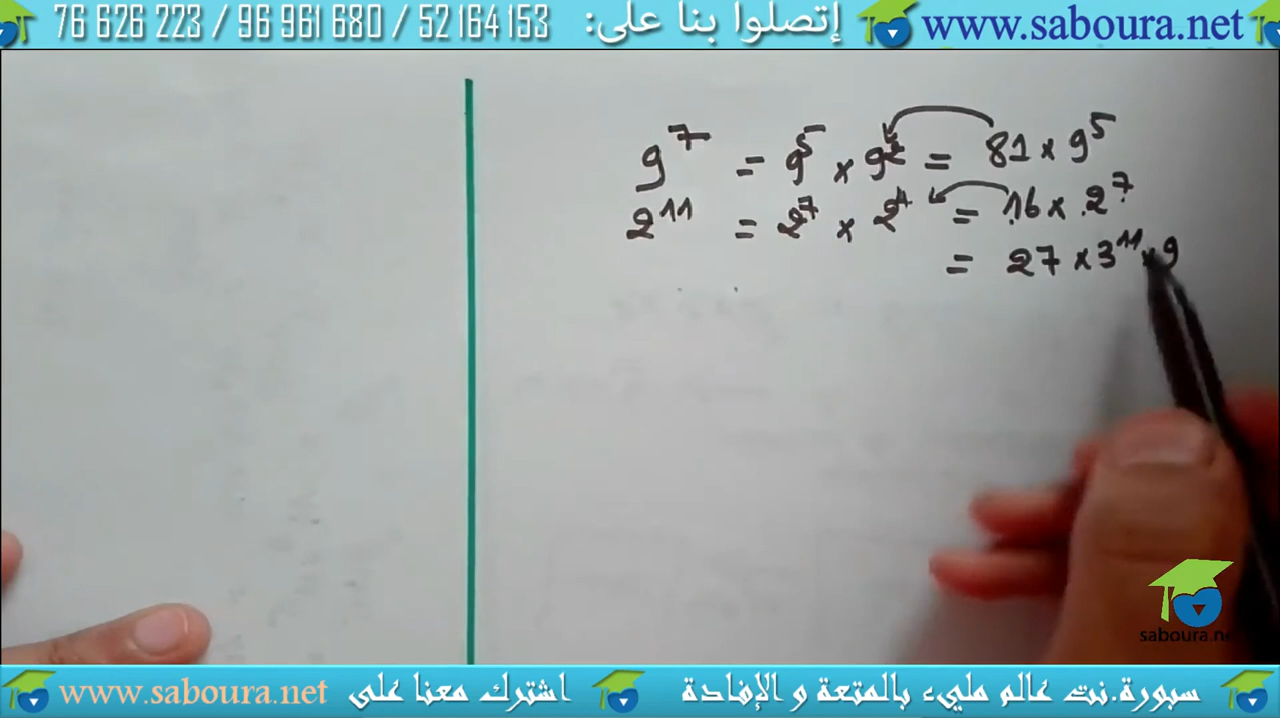 76 626 223 / 96 961 680 / 52 164 153 إتصلوا بنا على: www.saboura.net
9⁷ = 9⁵ × 9² = 81 × 9⁵
2¹¹ = 2⁷ × 2⁴ = 16 × 2⁷
= 27 × 3¹¹ × 9
saboura.ne
www.saboura.net اشترك معنا على سبورة.نت عالم مليء بالمتعة و الإفادة